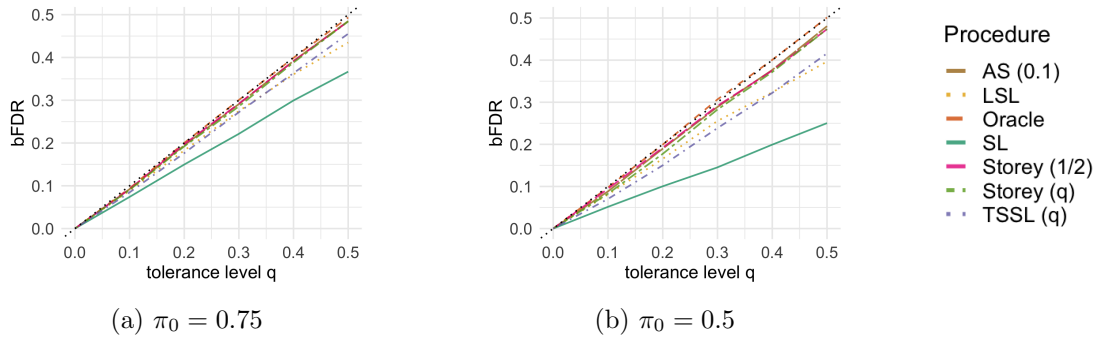 0.5
0.4
0.3
0.2
0.1
0.0
bFDR
0.0 0.1 0.2 0.3 0.4 0.5
tolerance level q
(a) π₀ = 0.75
0.5
0.4
0.3
0.2
0.1
0.0
bFDR
0.0 0.1 0.2 0.3 0.4 0.5
tolerance level q
(b) π₀ = 0.5
Procedure
AS (0.1)
LSL
Oracle
SL
Storey (1/2)
Storey (q)
TSSL (q)